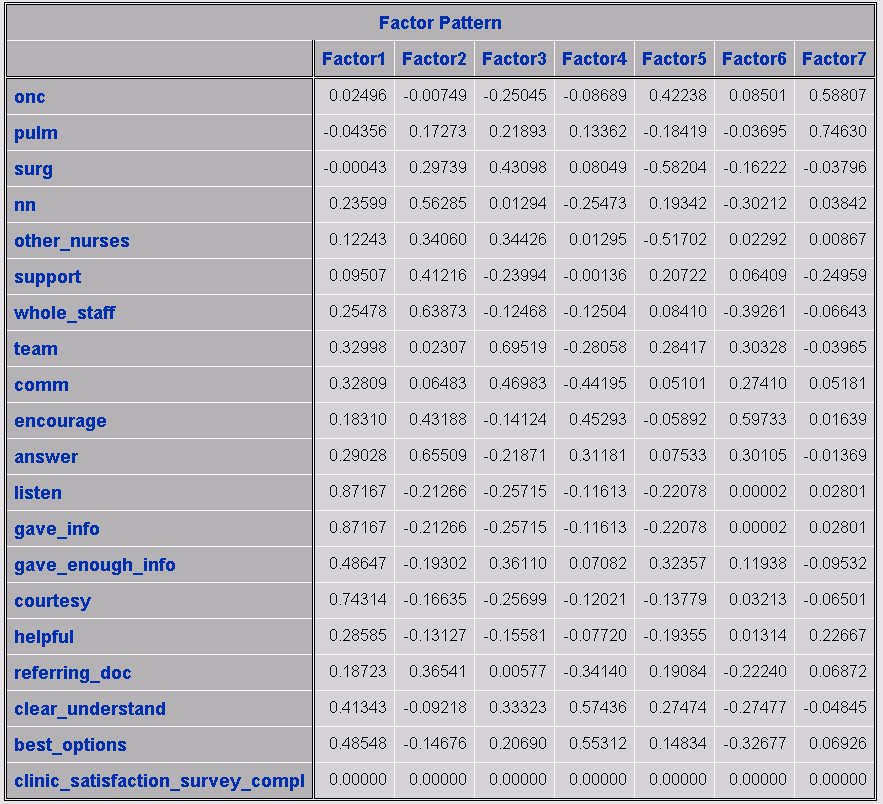 Factor Pattern
Factor1 Factor2 Factor3 Factor4 Factor5 Factor6 Factor7
onc 0.02496 -0.00749 -0.25045 -0.08689 0.42238 0.08501 0.58807
pulm -0.04356 0.17273 0.21893 0.13362 -0.18419 -0.03695 0.74630
surg -0.00043 0.29739 0.43098 0.08049 -0.58204 -0.16222 -0.03796
nn 0.23599 0.56285 0.01294 -0.25473 0.19342 -0.30212 0.03842
other_nurses 0.12243 0.34060 0.34426 0.01295 -0.51702 0.02292 0.00867
support 0.09507 0.41216 -0.23994 -0.00136 0.20722 0.06409 -0.24959
whole_staff 0.25478 0.63873 -0.12468 -0.12504 0.08410 -0.39261 -0.06643
team 0.32998 0.02307 0.69519 -0.28058 0.28417 0.30328 -0.03965
comm 0.32809 0.06483 0.46983 -0.44195 0.05101 0.27410 0.05181
encourage 0.18310 0.43188 -0.14124 0.45293 -0.05892 0.59733 0.01639
answer 0.29028 0.65509 -0.21871 0.31181 0.07533 0.30105 -0.01369
listen 0.87167 -0.21266 -0.25715 -0.11613 -0.22078 0.00002 0.02801
gave_info 0.87167 -0.21266 -0.25715 -0.11613 -0.22078 0.00002 0.02801
gave_enough_info 0.48647 -0.19302 0.36110 0.07082 0.32357 0.11938 -0.09532
courtesy 0.74314 -0.16635 -0.25699 -0.12021 -0.13779 0.03213 -0.06501
helpful 0.28585 -0.13127 -0.15581 -0.07720 -0.19355 0.01314 0.22667
referring_doc 0.18723 0.36541 0.00577 -0.34140 0.19084 -0.22240 0.06872
clear_understand 0.41343 -0.09218 0.33323 0.57436 0.27474 -0.27477 -0.04845
best_options 0.48548 -0.14676 0.20690 0.55312 0.14834 -0.32677 0.06926
clinic_satisfaction_survey_compl 0.00000 0.00000 0.00000 0.00000 0.00000 0.00000 0.00000